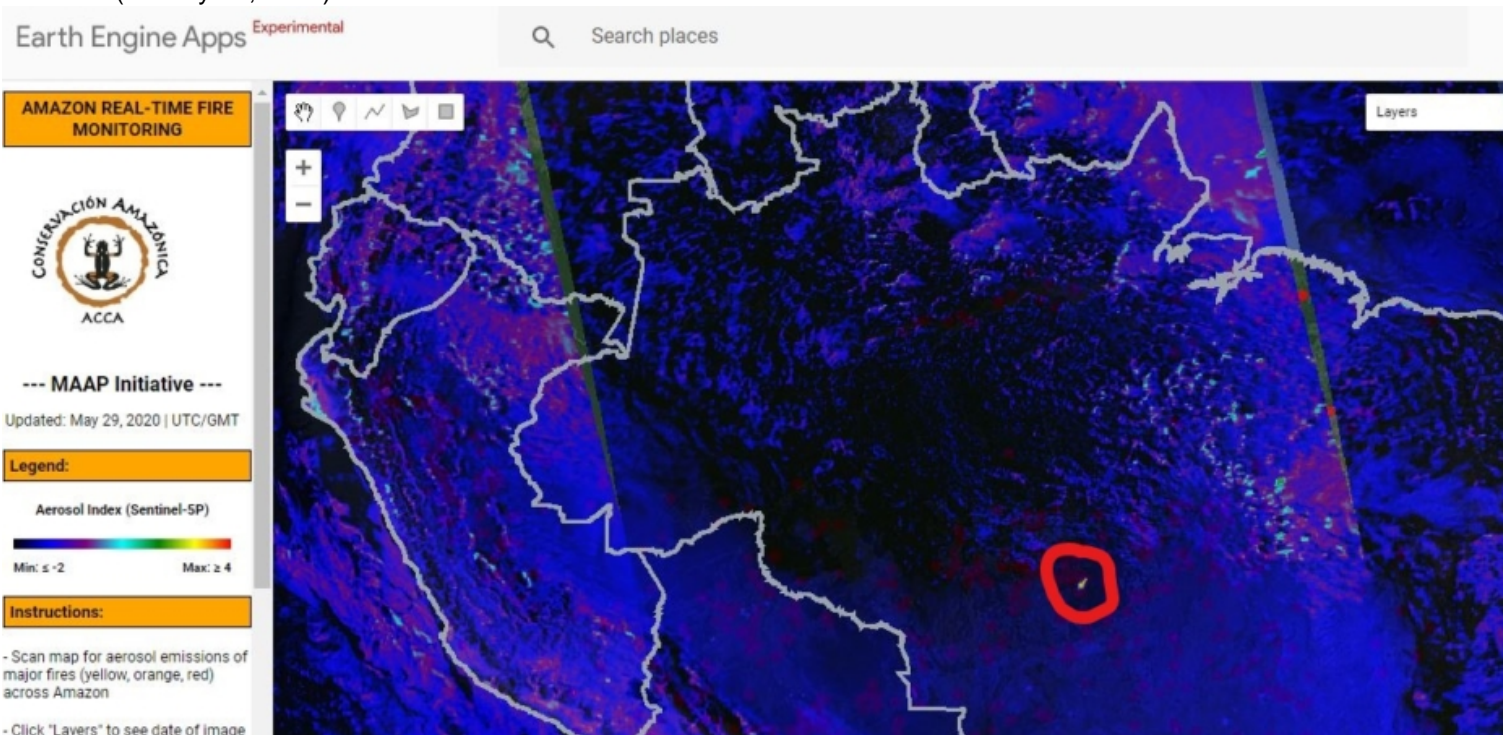 Earth Engine Apps Experimental
Search places
AMAZON REAL-TIME FIRE
MONITORING
CONSERVACIÓN AMAZÓNICA
ACCA
--- MAAP Initiative ---
Updated: May 29, 2020 | UTC/GMT
Legend:
Aerosol Index (Sentinel-5P)
Min: ≤ -2 Max: ≥ 4
Instructions:
- Scan map for aerosol emissions of
major fires (yellow, orange, red)
across Amazon
- Click "Layers" to see date of image
Layers